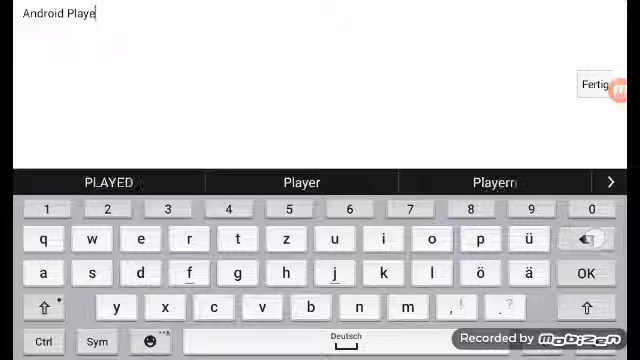 Android Playe
Fertig
PLAYED Player Playern
1 2 3 4 5 6 7 8 9 0
q w e r t z u i o p ü
a s d f g h j k l ö ä OK
y x c v b n m , ! . ?
Ctrl Sym Deutsch
Recorded by mobizen